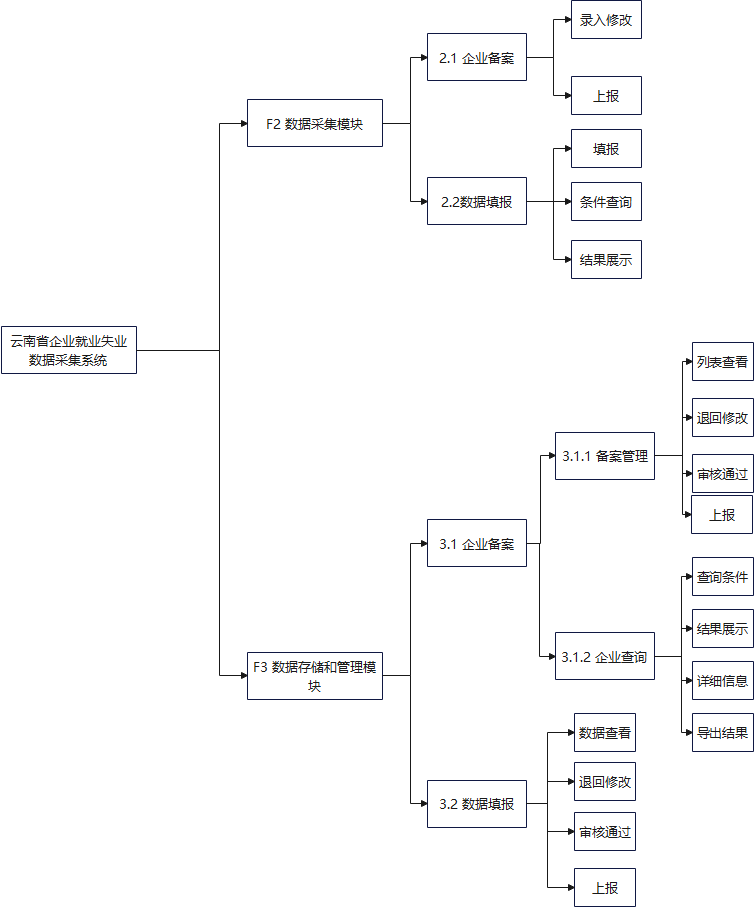 录入修改
2.1 企业备案
上报
F2 数据采集模块
填报
2.2数据填报
条件查询
结果展示
云南省企业就业失业
数据采集系统
列表查看
退回修改
3.1.1 备案管理
审核通过
上报
3.1 企业备案
查询条件
结果展示
3.1.2 企业查询
F3 数据存储和管理模
块
详细信息
导出结果
数据查看
退回修改
3.2 数据填报
审核通过
上报